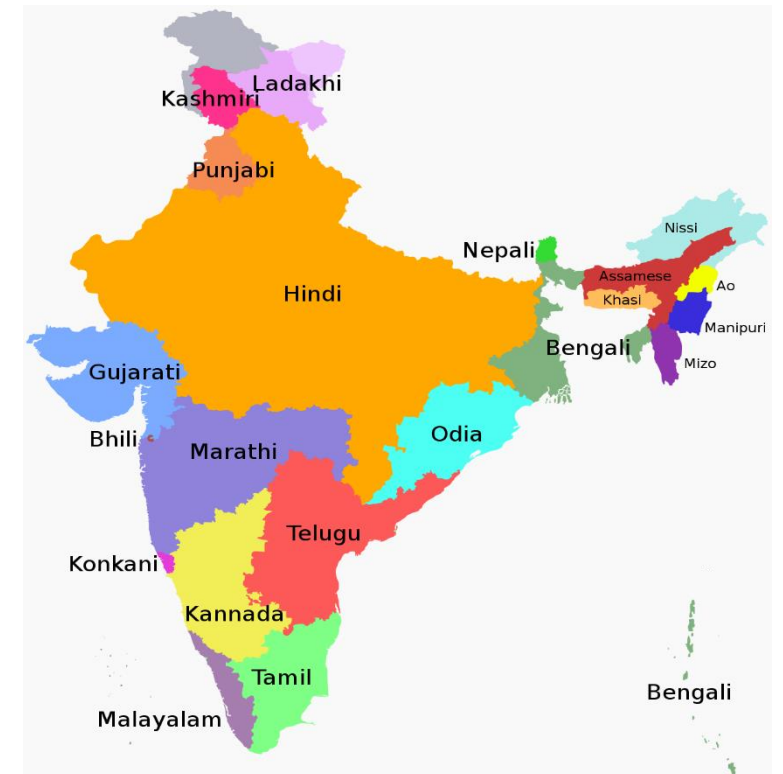 Ladakhi
Kashmiri
Punjabi
Nissi
Nepali
Assamese
Ao
Hindi
Khasi
Manipuri
Bengali
Mizo
Gujarati
Bhili
Odia
Marathi
Telugu
Konkani
Kannada
Tamil
Bengali
Malayalam